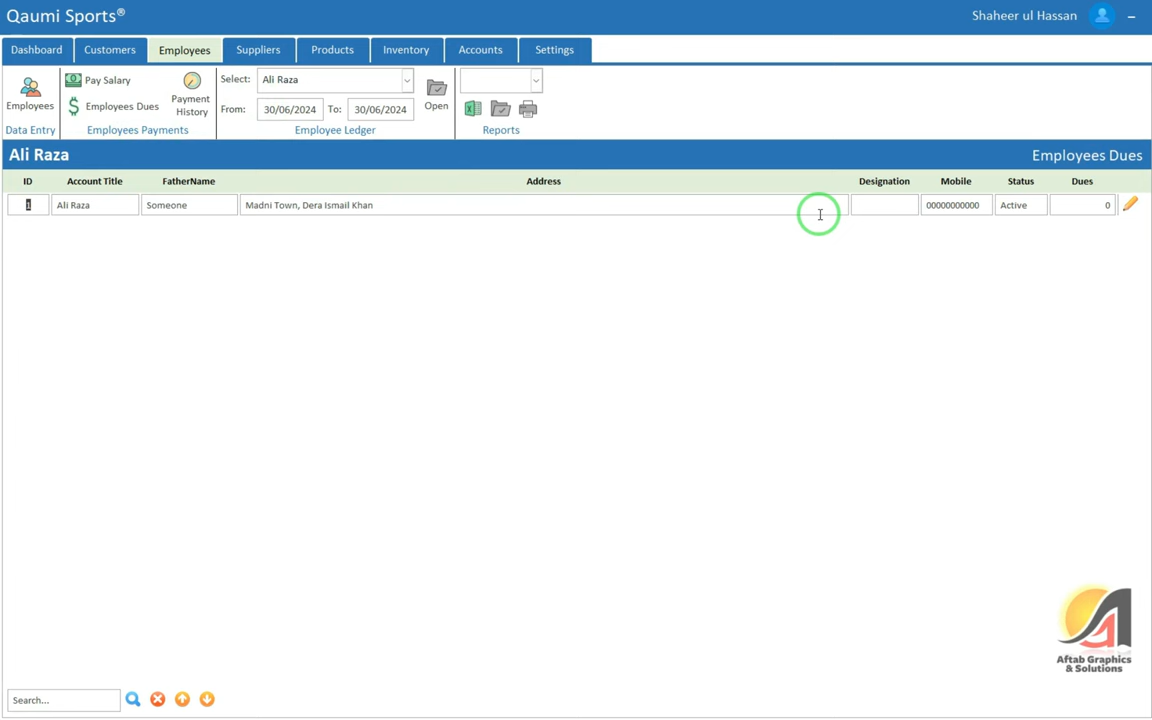 Qaumi Sports®
Shaheer ul Hassan
Dashboard Customers Employees Suppliers Products Inventory Accounts Settings
Employees
Data Entry
Pay Salary
Employees Dues
Payment
History
Employees Payments
Select: Ali Raza
From: 30/06/2024 To: 30/06/2024
Open
Employee Ledger
Reports
Ali Raza
Employees Dues
ID Account Title FatherName Address Designation Mobile Status Dues
1 Ali Raza Someone Madni Town, Dera Ismail Khan 00000000000 Active 0
Aftab Graphics
& Solutions
Search...